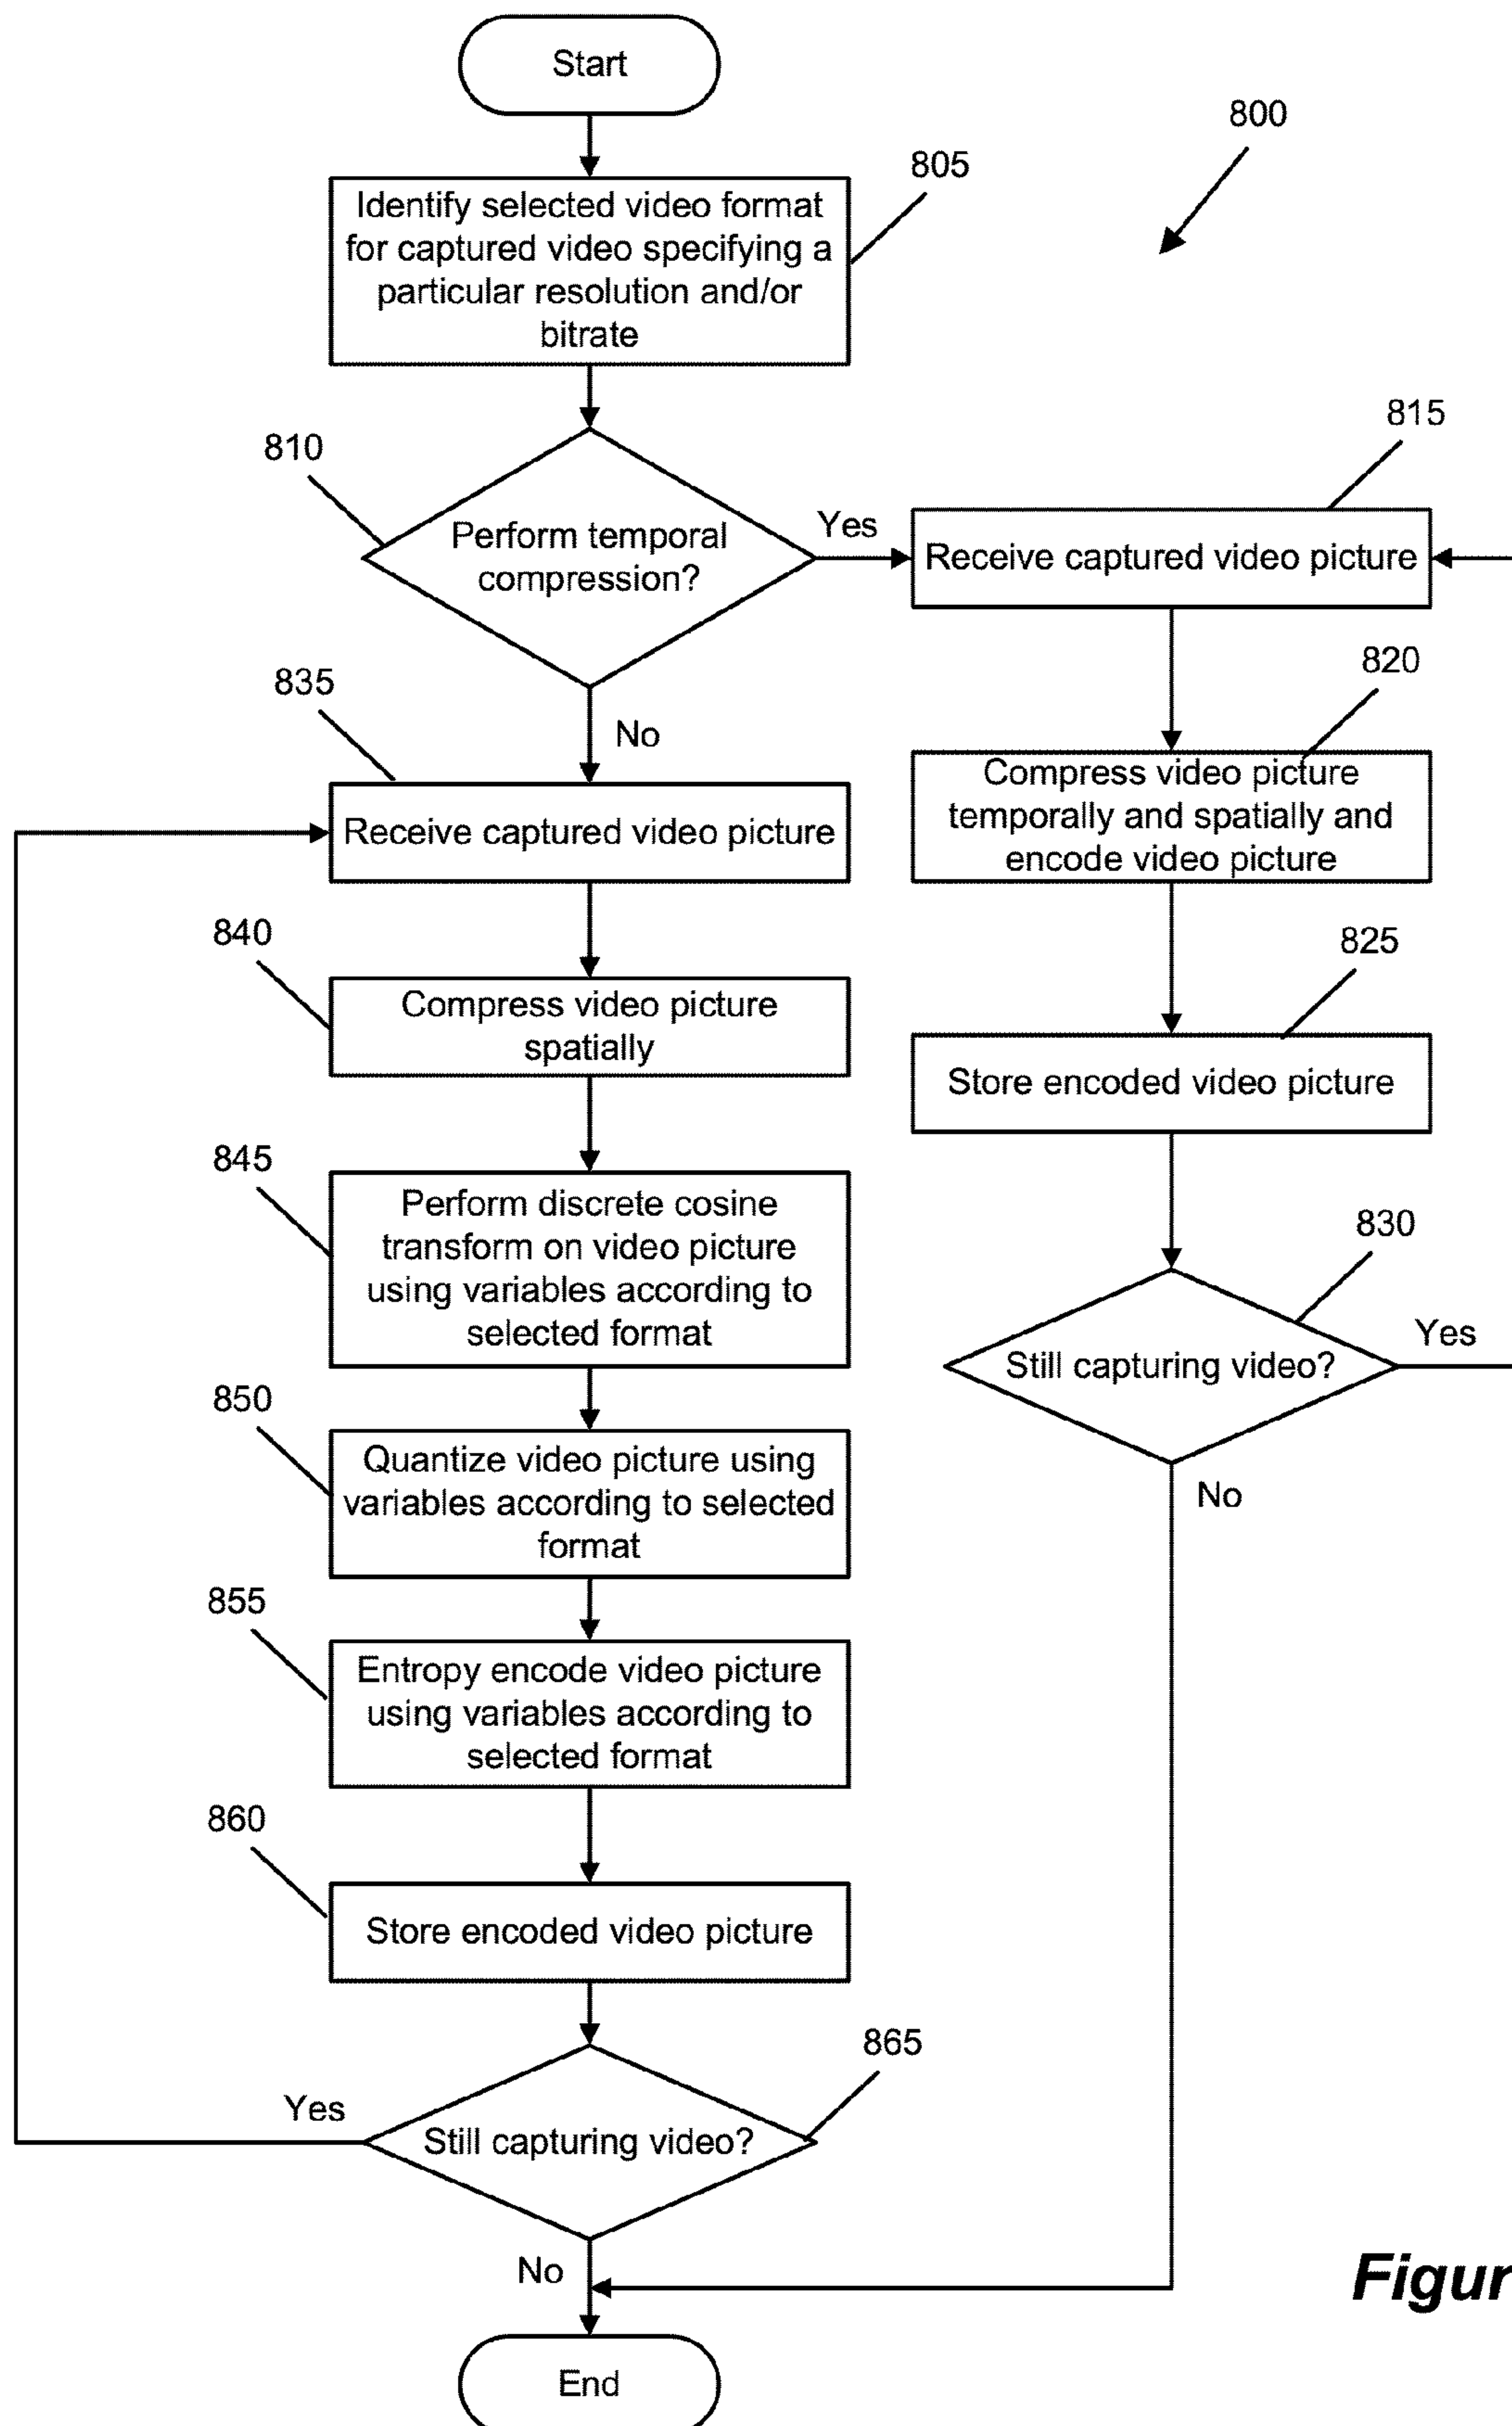 Start
800
805
Identify selected video format
for captured video specifying a
particular resolution and/or
bitrate
810
Perform temporal
compression?
Yes
No
815
Receive captured video picture
820
Compress video picture
temporally and spatially and
encode video picture
825
Store encoded video picture
830
Still capturing video?
Yes
No
835
Receive captured video picture
840
Compress video picture
spatially
845
Perform discrete cosine
transform on video picture
using variables according to
selected format
850
Quantize video picture using
variables according to selected
format
855
Entropy encode video picture
using variables according to
selected format
860
Store encoded video picture
865
Still capturing video?
Yes
No
End
Figur